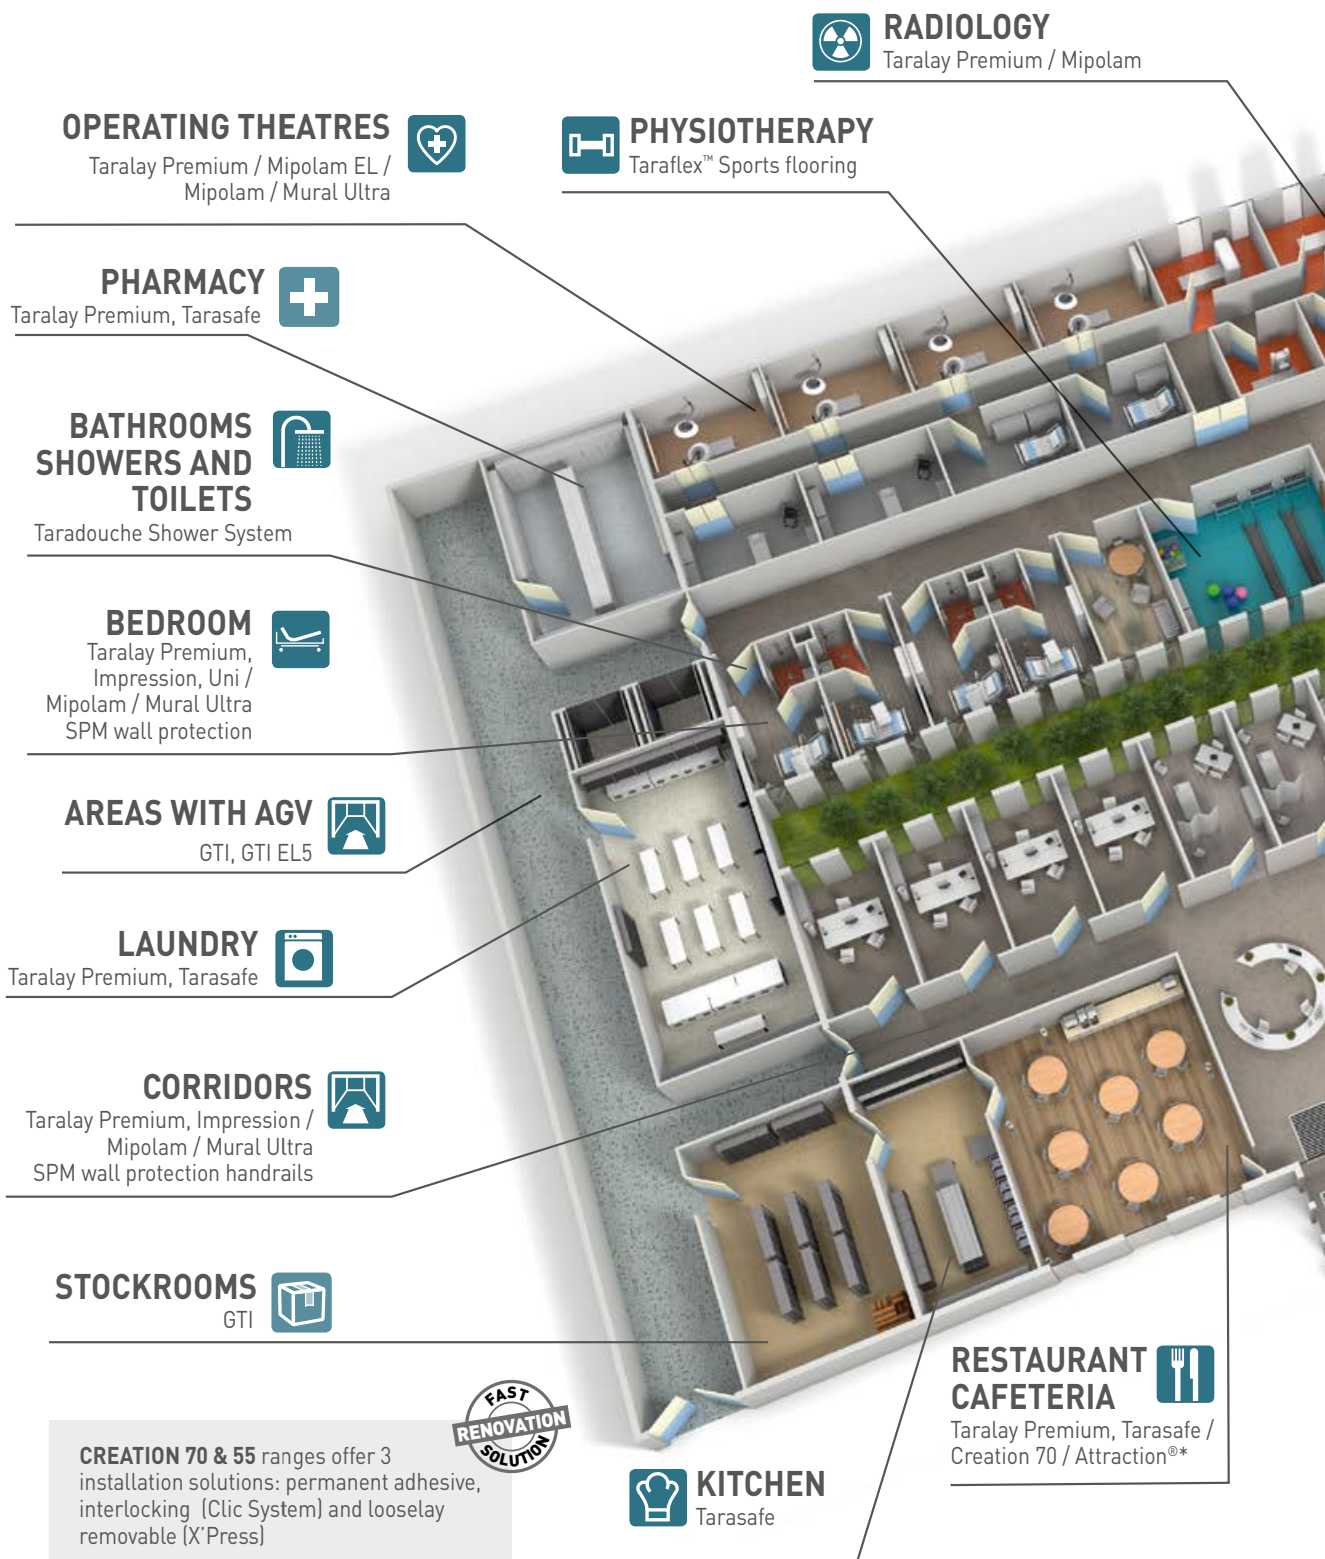 RADIOLOGY
Taralay Premium / Mipolam
OPERATING THEATRES
Taralay Premium / Mipolam EL /
Mipolam / Mural Ultra
PHYSIOTHERAPY
Taraflex™ Sports flooring
PHARMACY
Taralay Premium, Tarasafe
BATHROOMS
SHOWERS AND
TOILETS
Taradouche Shower System
BEDROOM
Taralay Premium,
Impression, Uni /
Mipolam / Mural Ultra
SPM wall protection
AREAS WITH AGV
GTI, GTI EL5
LAUNDRY
Taralay Premium, Tarasafe
CORRIDORS
Taralay Premium, Impression /
Mipolam / Mural Ultra
SPM wall protection handrails
STOCKROOMS
GTI
RESTAURANT
CAFETERIA
Taralay Premium, Tarasafe /
Creation 70 / Attraction®*
FAST
RENOVATION
SOLUTION
CREATION 70 & 55 ranges offer 3
installation solutions: permanent adhesive,
interlocking (Clic System) and looselay
removable (X'Press)
KITCHEN
Tarasafe